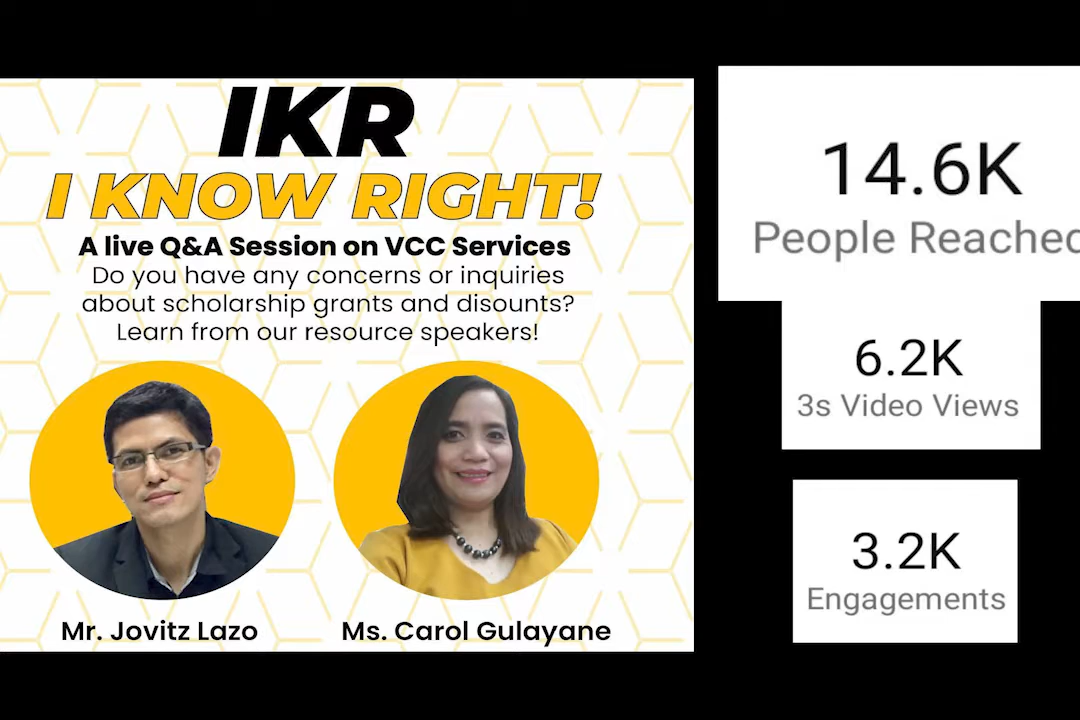 IKR
I KNOW RIGHT!
A live Q&A Session on VCC Services
Do you have any concerns or inquiries
about scholarship grants and disounts?
Learn from our resource speakers!
Mr. Jovitz Lazo
Ms. Carol Gulayane
14.6K
People Reached
6.2K
3s Video Views
3.2K
Engagements